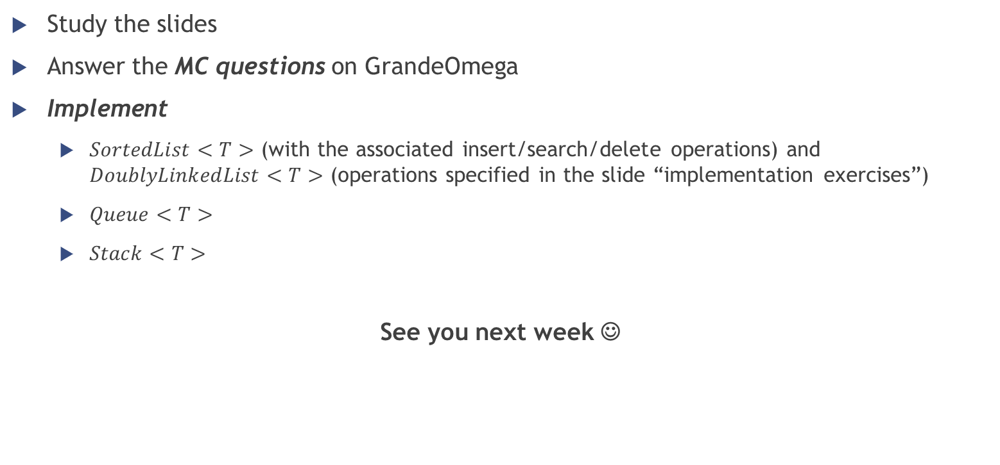 Study the slides
Answer the MC questions on GrandeOmega
Implement
SortedList < T > (with the associated insert/search/delete operations) and
DoublyLinkedList < T > (operations specified in the slide “implementation exercises”)
Queue < T >
Stack < T >
See you next week ☺